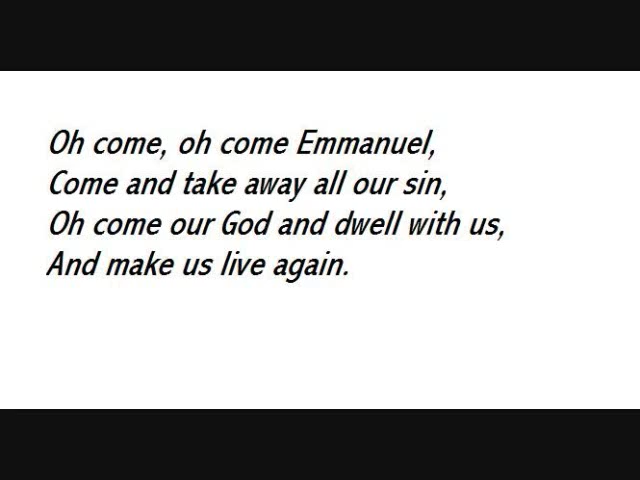 Oh come, oh come Emmanuel,
Come and take away all our sin,
Oh come our God and dwell with us,
And make us live again.